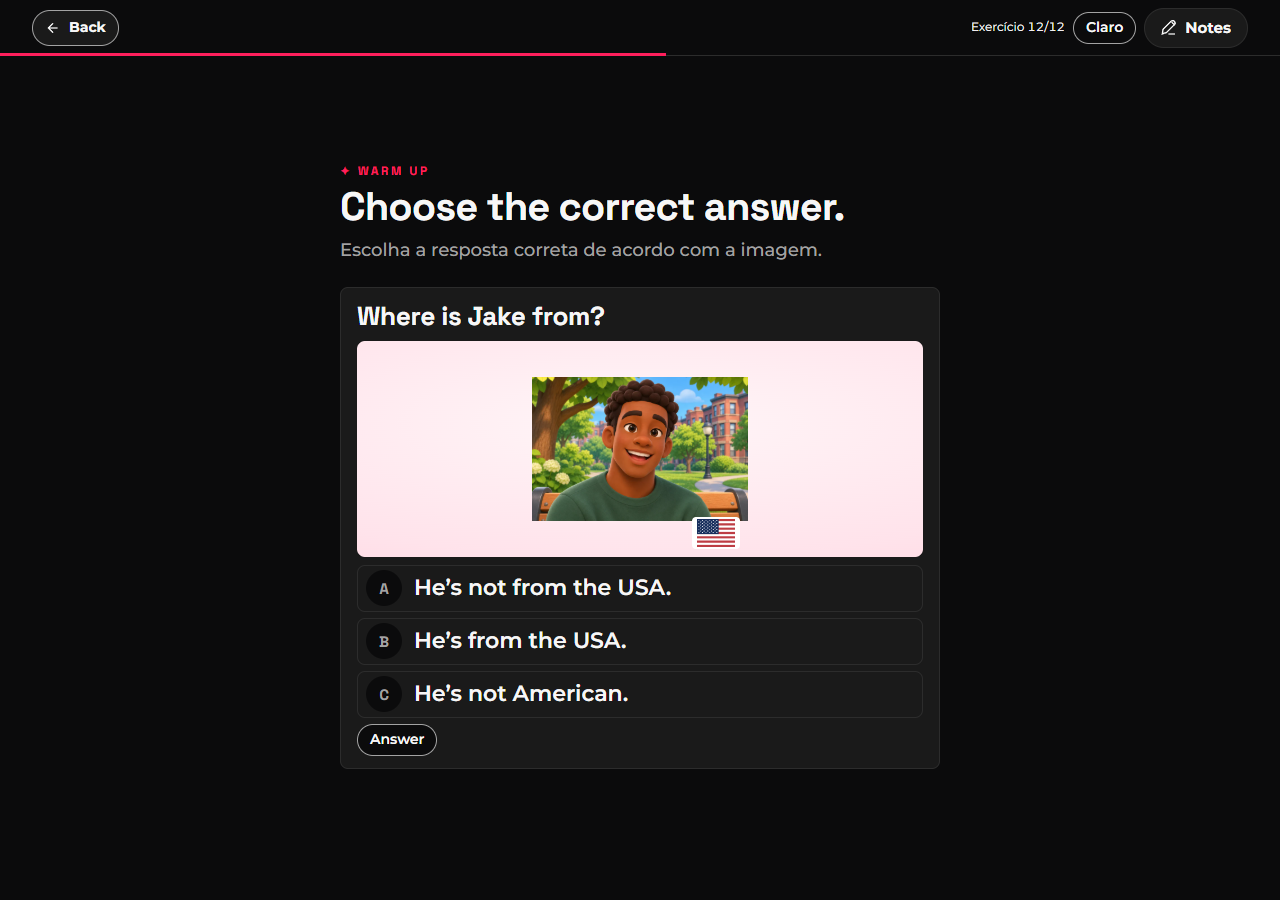 Back
Exercício 12/12
Claro
Notes
WARM UP
Choose the correct answer.
Escolha a resposta correta de acordo com a imagem.
Where is Jake from?
A He’s not from the USA.
B He’s from the USA.
C He’s not American.
Answer